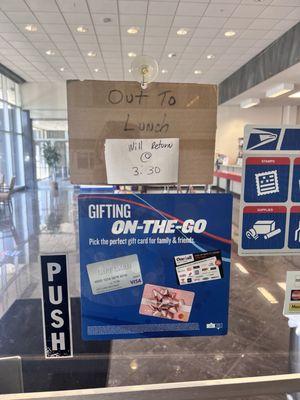 Out To
Lunch
Will Return
@
3:30
GIFTING
ON-THE-GO
Pick the perfect gift card for family & friends.
VISA
PUSH
STAMPS
SUPPLIES